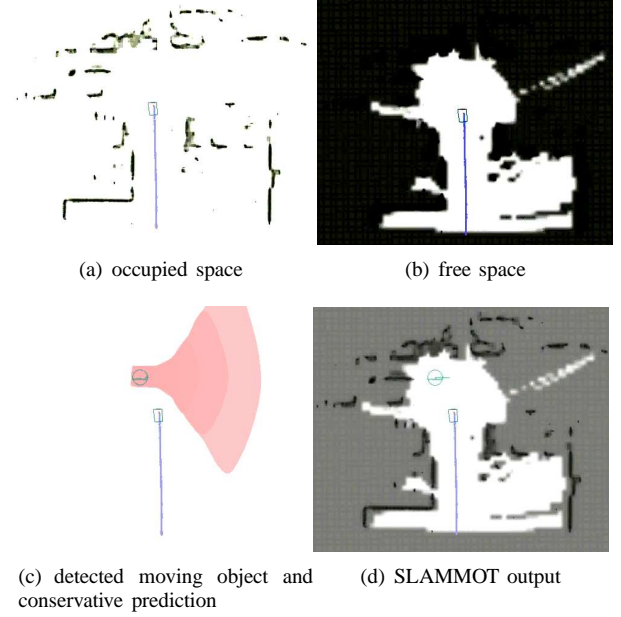 (a) occupied space
(b) free space
(c) detected moving object and
conservative prediction
(d) SLAMMOT output